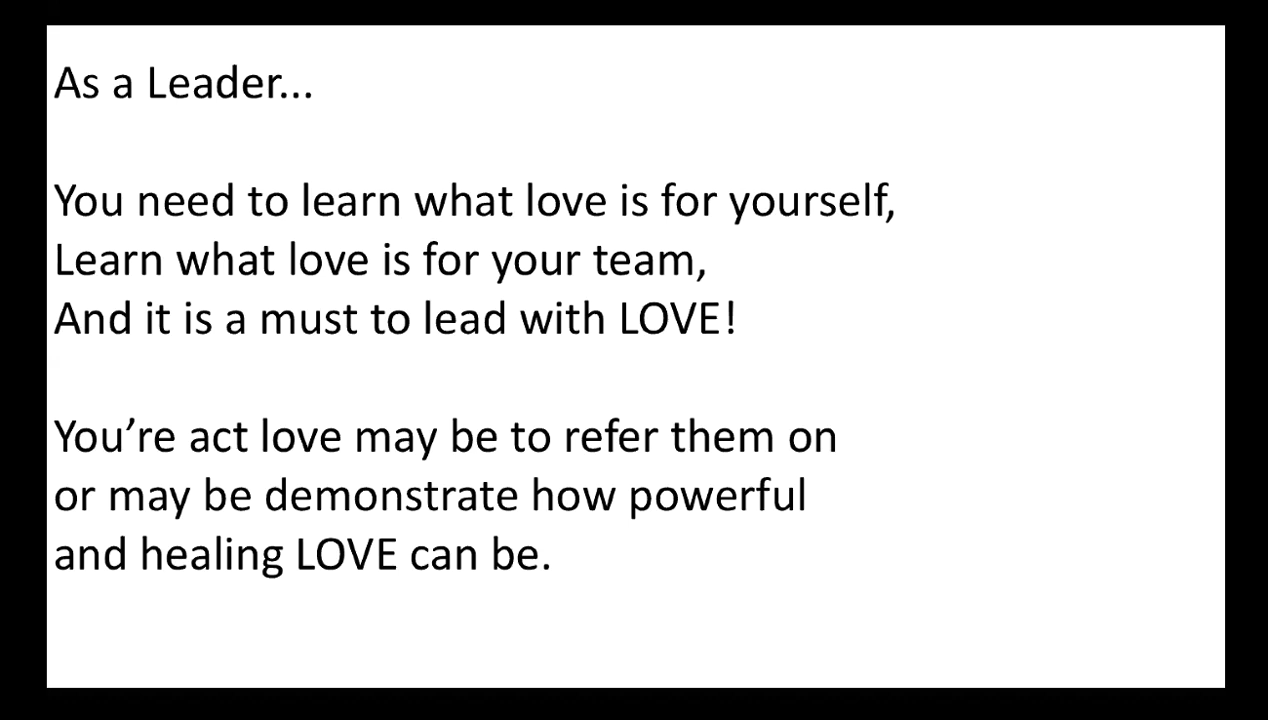 As a Leader...
You need to learn what love is for yourself,
Learn what love is for your team,
And it is a must to lead with LOVE!
You’re act love may be to refer them on
or may be demonstrate how powerful
and healing LOVE can be.